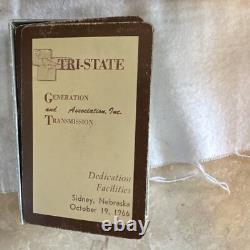 TRI-STATE
GENERATION
and Association, Inc.
TRANSMISSION
Dedication
Facilities
Sidney, Nebraska
October 19, 1966